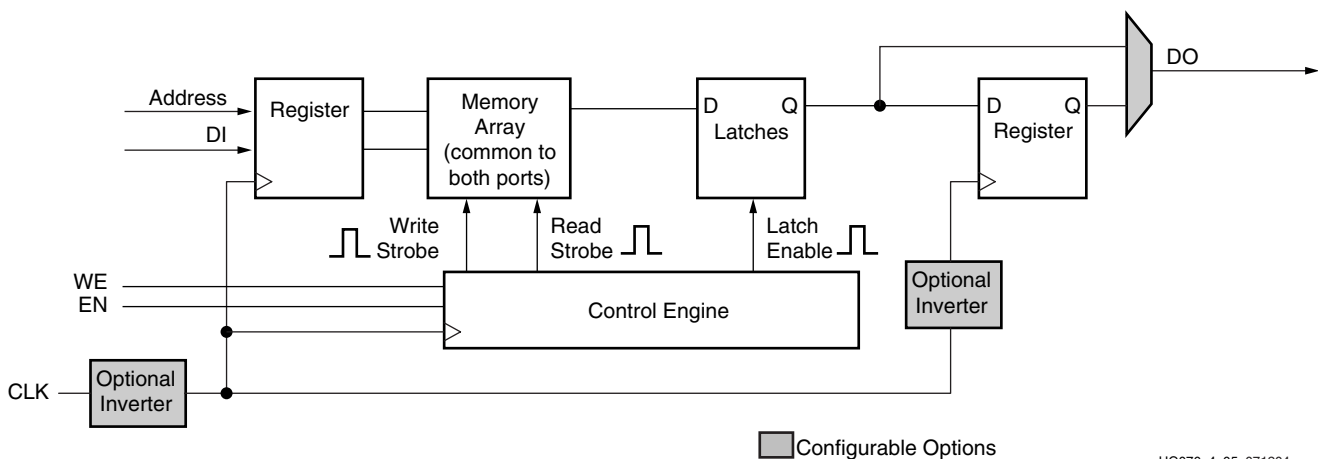 Address
DI
Register
Memory
Array
(common to
both ports)
D Q
Latches
D Q
Register
DO
Write
Strobe
Read
Strobe
Latch
Enable
WE
EN
Control Engine
Optional
Inverter
CLK
Optional
Inverter
Configurable Options